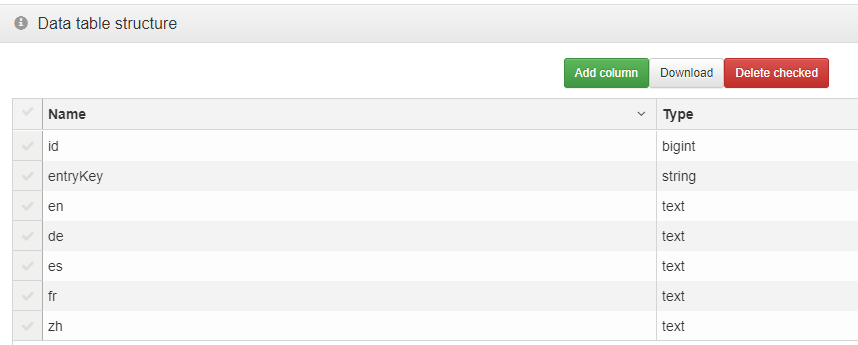 Data table structure
Add column Download Delete checked
Name Type
id bigint
entryKey string
en text
de text
es text
fr text
zh text